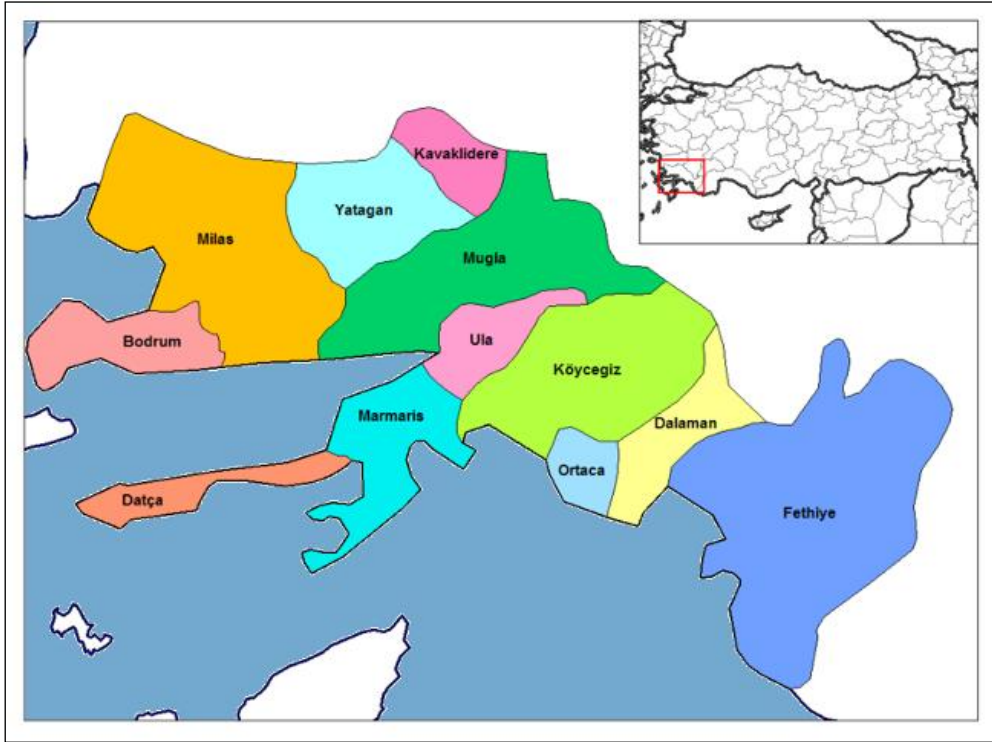 Kavaklidere
Yatagan
Milas
Mugla
Bodrum
Ula
Köycegiz
Marmaris
Dalaman
Ortaca
Datça
Fethiye